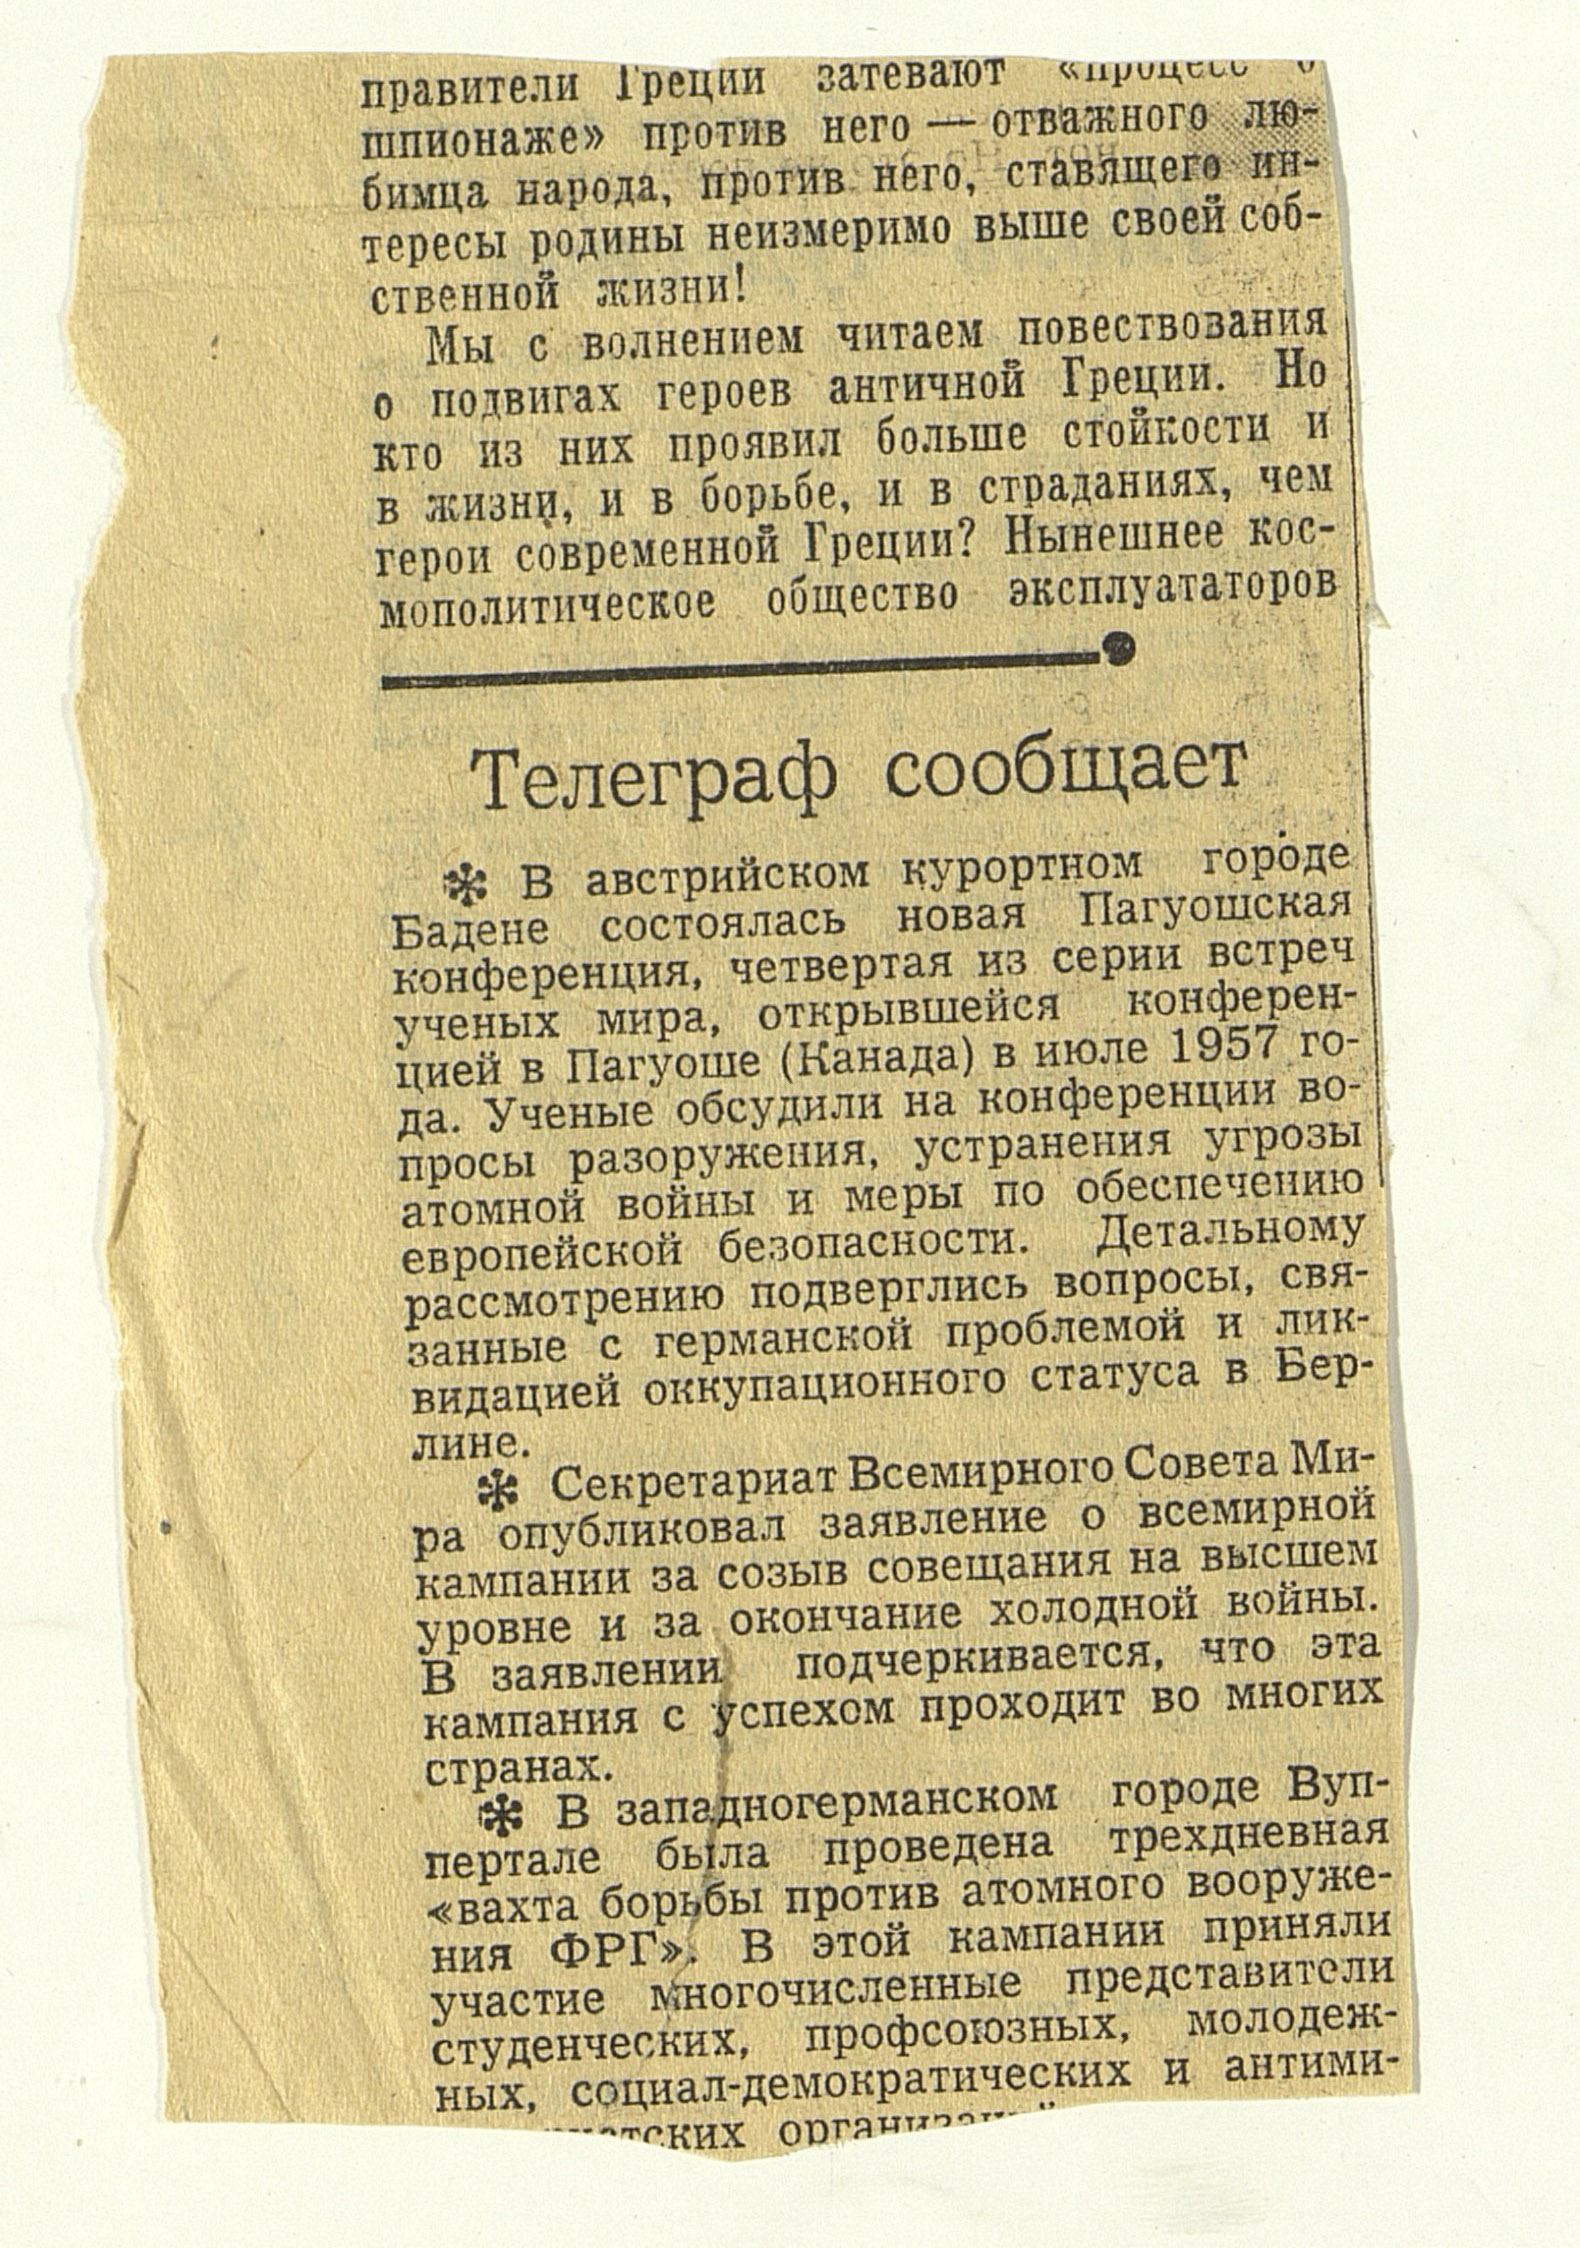 правители Греции затевают «процесс о
шпионаже» против него — отважного лю-
бимца народа, против него, ставящего ин-
тересы родины неизмеримо выше своей соб-
ственной жизни!
Мы с волнением читаем повествования
о подвигах героев античной Греции. Но
кто из них проявил больше стойкости и
в жизни, и в борьбе, и в страданиях, чем
герои современной Греции? Нынешнее кос-
мополитическое общество эксплуататоров
Телеграф сообщает
* В австрийском курортном городе
Бадене состоялась новая Пагуошская
конференция, четвертая из серии встреч
ученых мира, открывшейся конферен-
цией в Пагуоше (Канада) в июле 1957 го-
да. Ученые обсудили на конференции во-
просы разоружения, устранения угрозы
атомной войны и меры по обеспечению
европейской безопасности. Детальному
рассмотрению подверглись вопросы, свя-
занные с германской проблемой и лик-
видацией оккупационного статуса в Бер-
лине.
* Секретариат Всемирного Совета Ми-
ра опубликовал заявление о всемирной
кампании за созыв совещания на высшем
уровне и за окончание холодной войны.
В заявлении подчеркивается, что эта
кампания с успехом проходит во многих
странах.
* В западногерманском городе Вуп-
пертале была проведена трехдневная
«вахта борьбы против атомного вооруже-
ния ФРГ». В этой кампании приняли
участие многочисленные представители
студенческих, профсоюзных, молодеж-
ных, социал-демократических и антими-
организаций